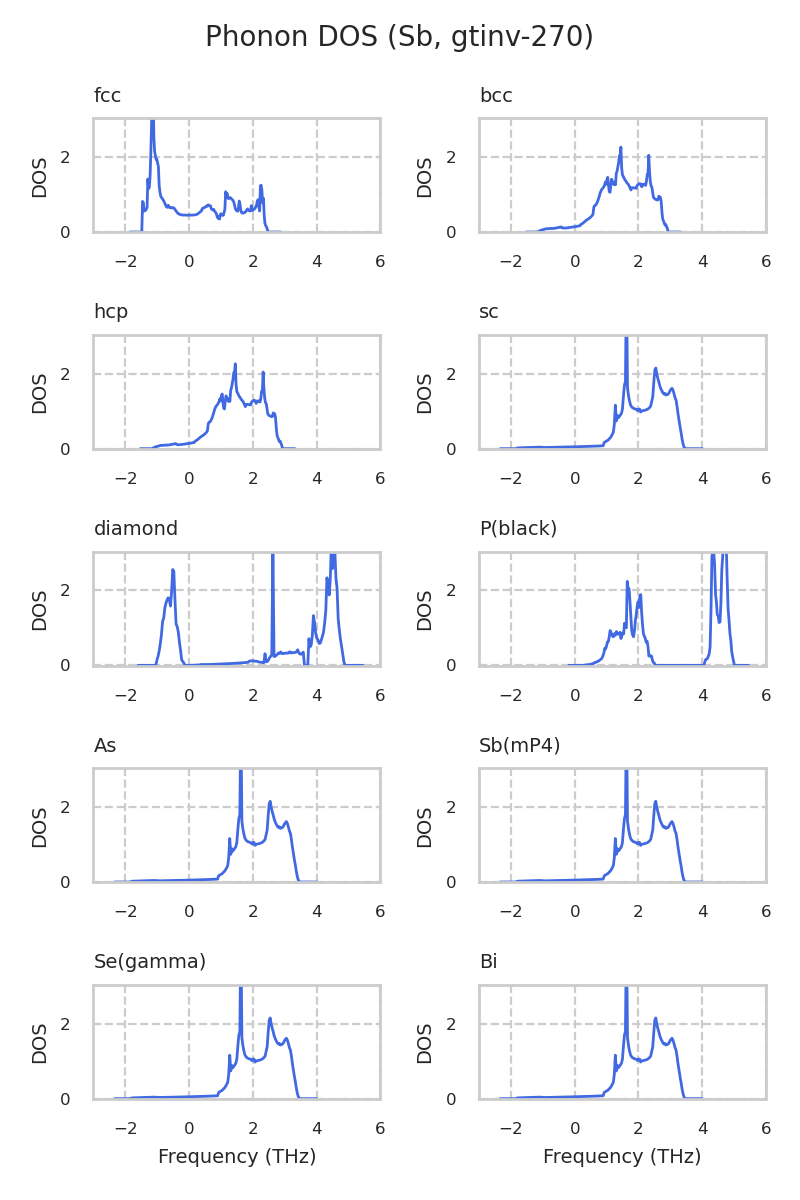 Phonon DOS (Sb, gtinv-270)
fcc
bcc
DOS
2
0
−2 0 2 4 6
DOS
2
0
−2 0 2 4 6
hcp
sc
DOS
2
0
−2 0 2 4 6
DOS
2
0
−2 0 2 4 6
diamond
P(black)
DOS
2
0
−2 0 2 4 6
DOS
2
0
−2 0 2 4 6
As
Sb(mP4)
DOS
2
0
−2 0 2 4 6
DOS
2
0
−2 0 2 4 6
Se(gamma)
Bi
DOS
2
0
−2 0 2 4 6
Frequency (THz)
DOS
2
0
−2 0 2 4 6
Frequency (THz)